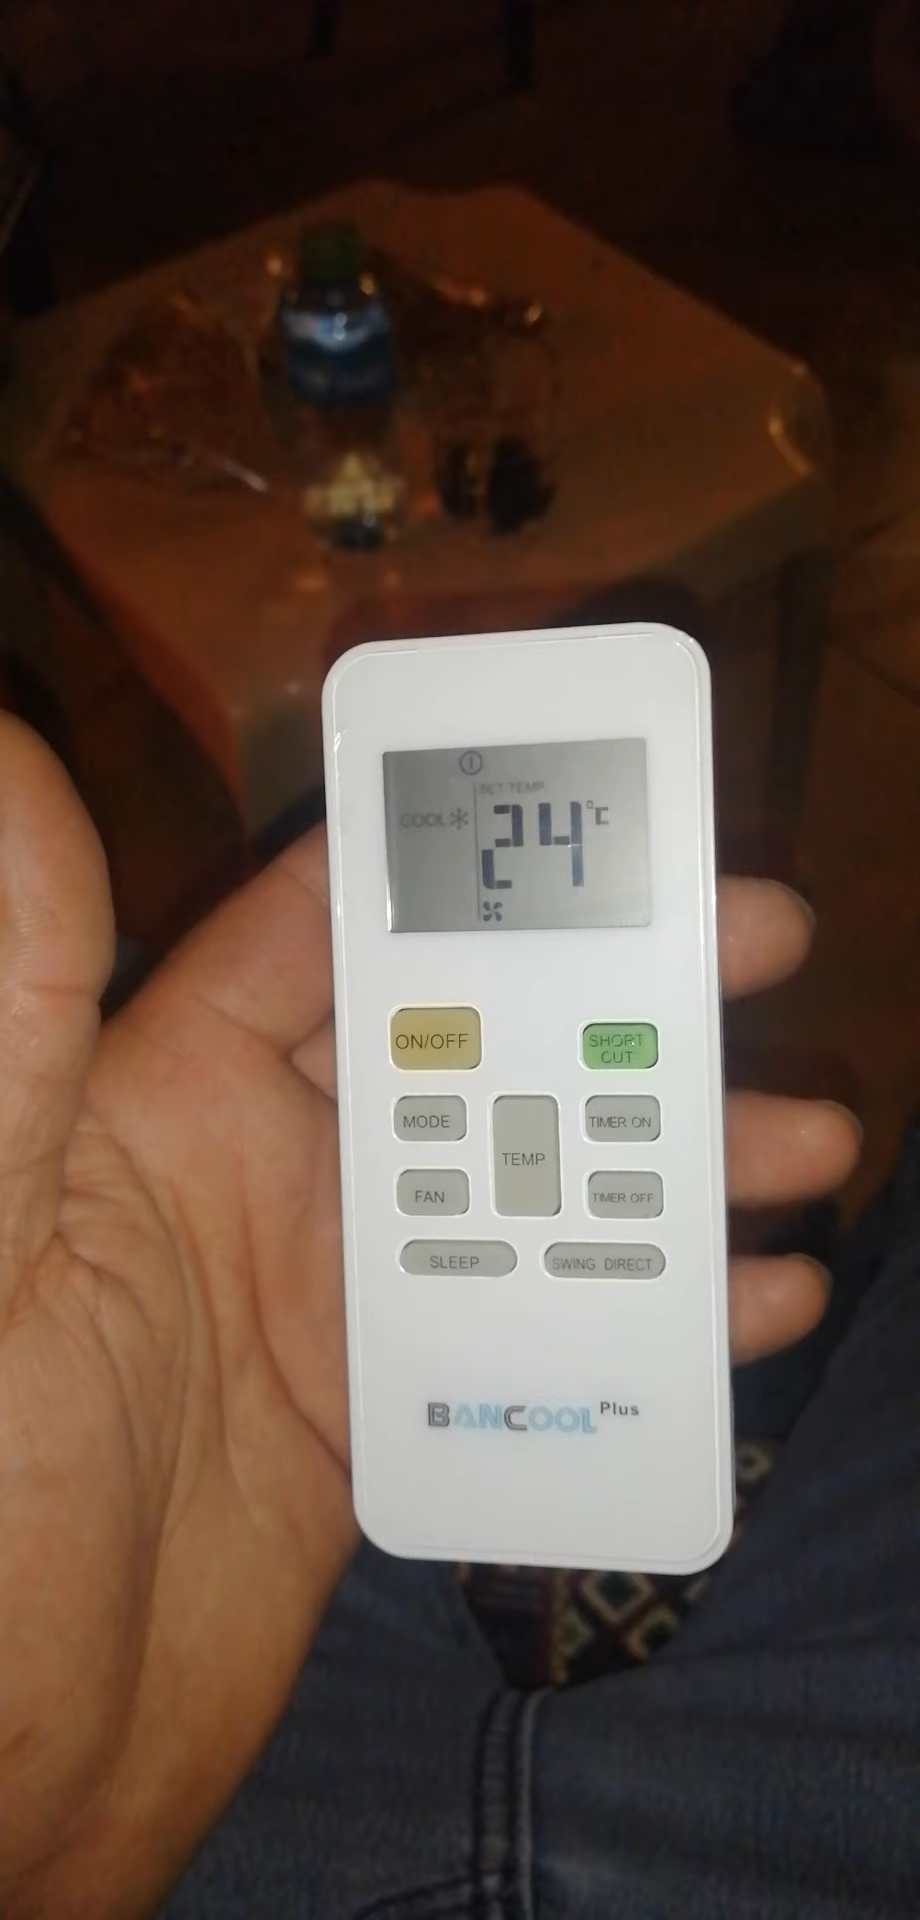 SET TEMP
COOL 24°C
ON/OFF
SHORT
CUT
MODE
TEMP
TIMER ON
FAN
TIMER OFF
SLEEP
SWING DIRECT
BANCOOL Plus